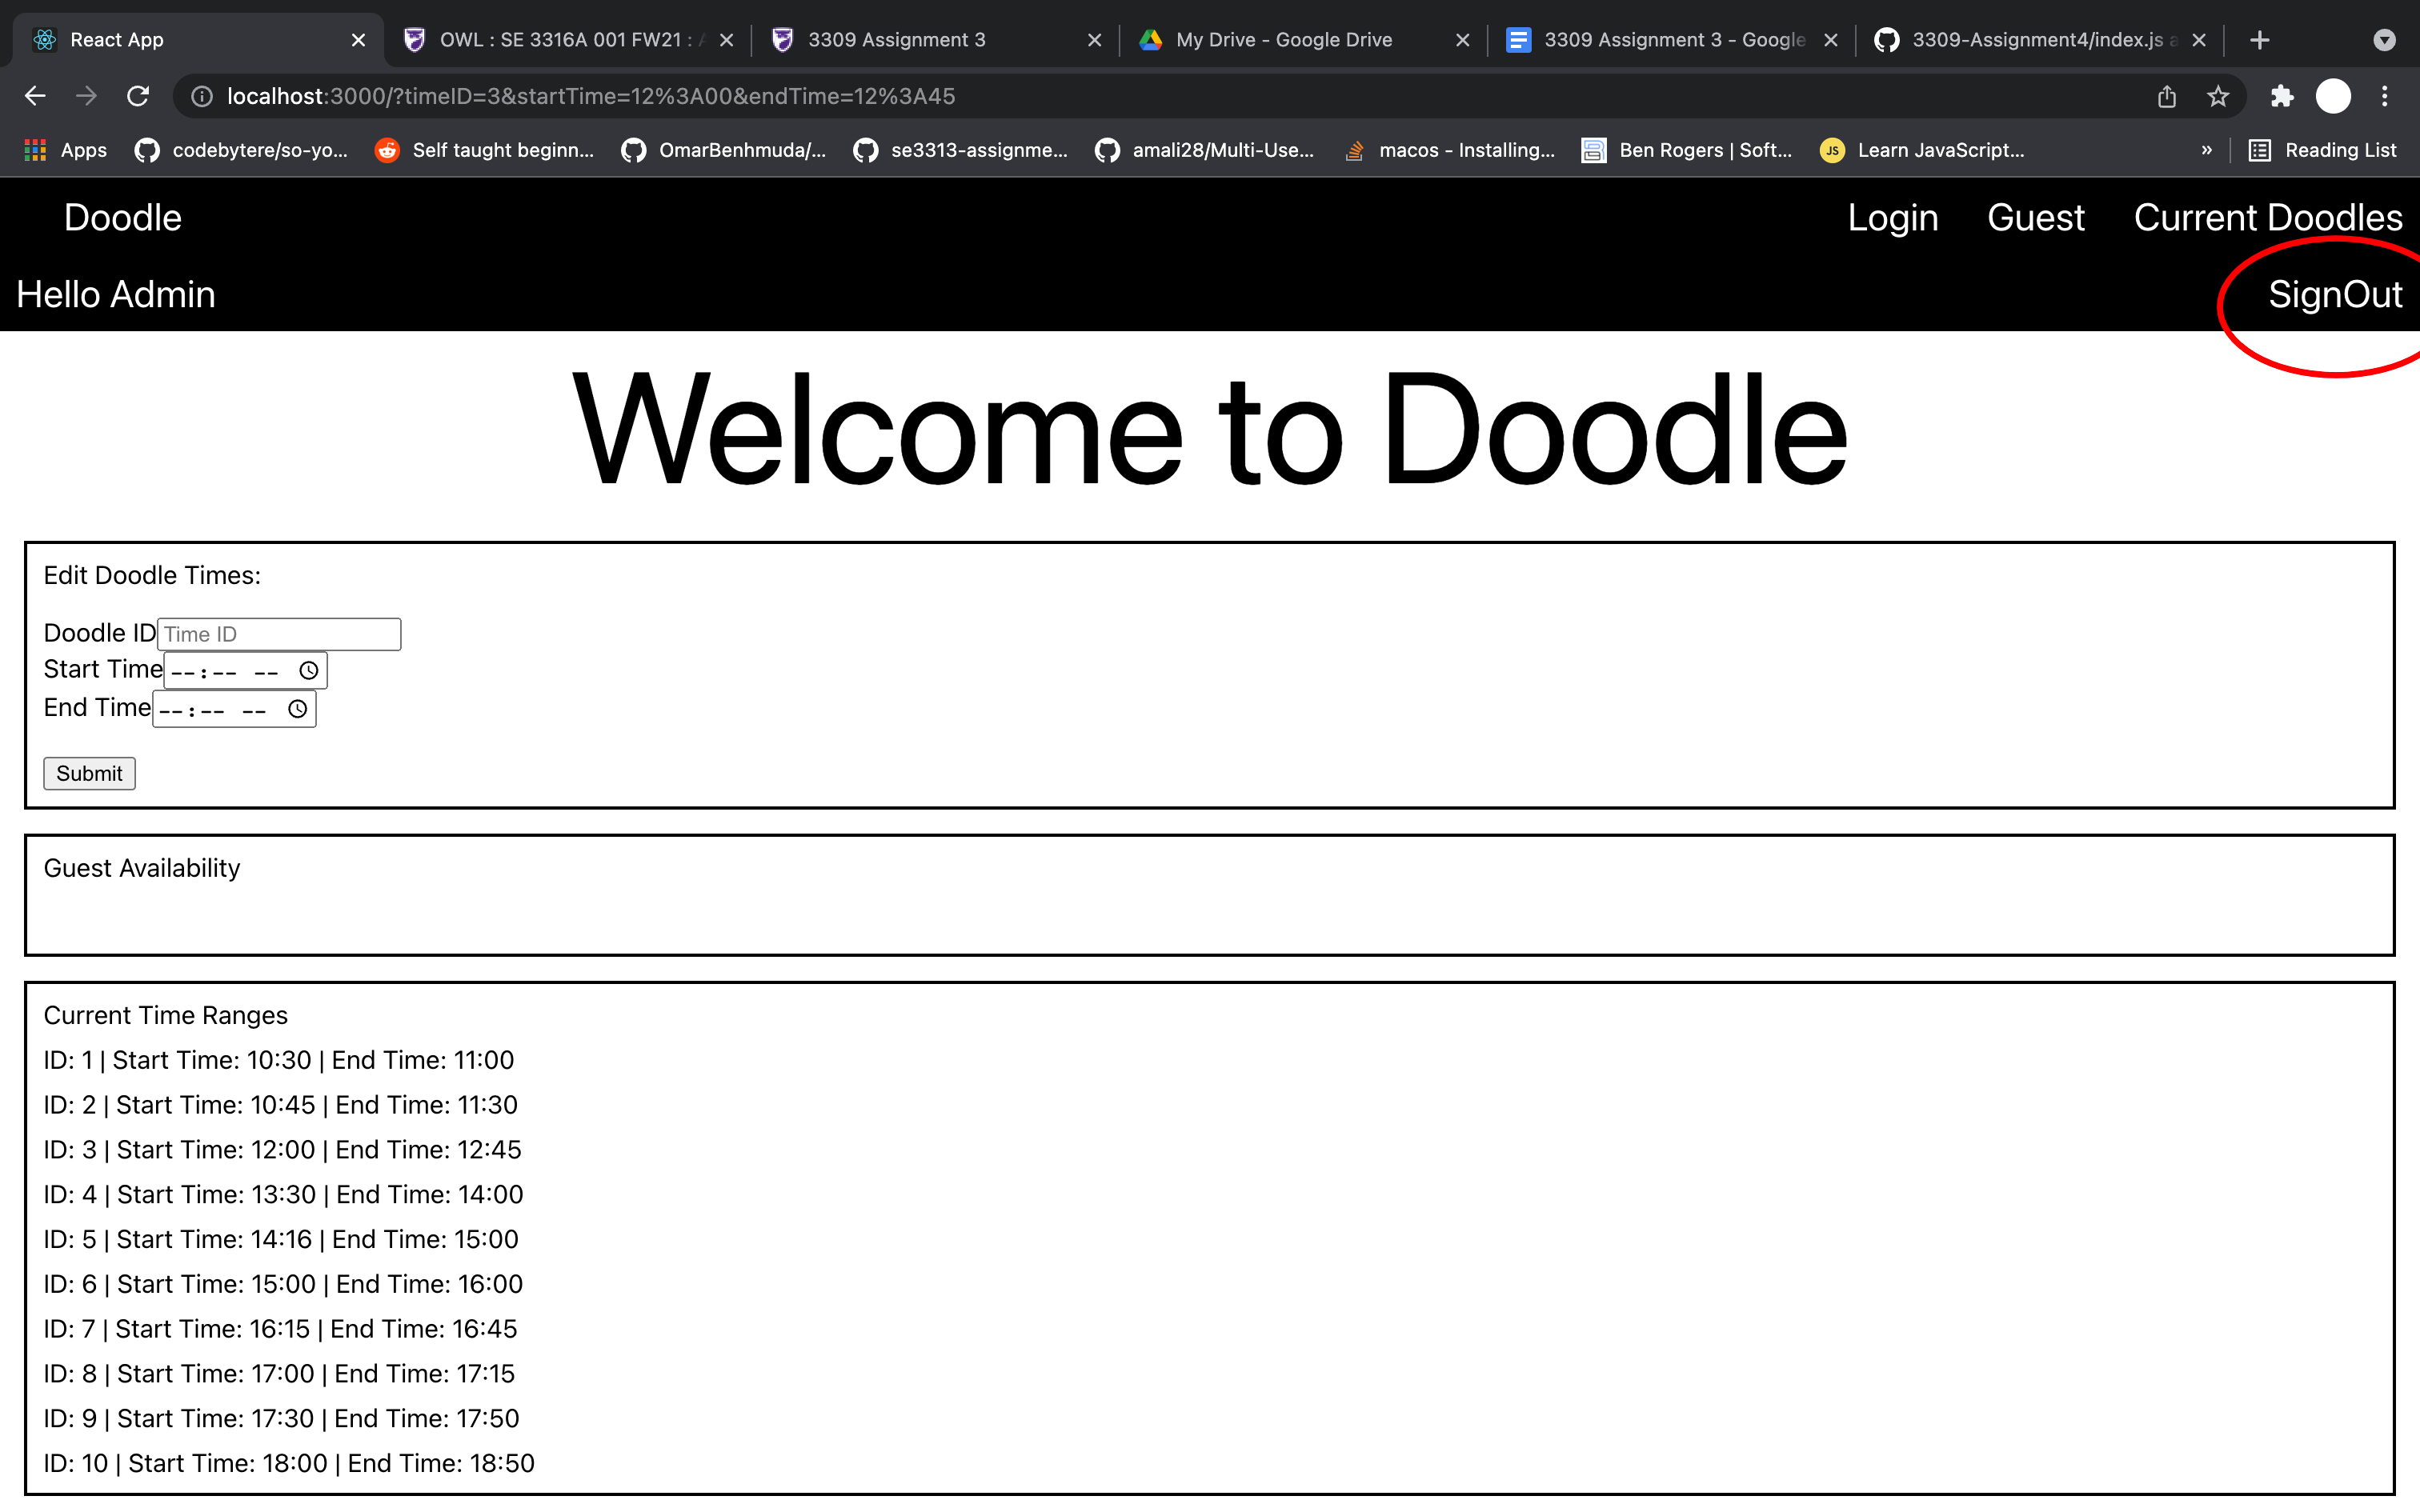 React App
OWL : SE 3316A 001 FW21 :
3309 Assignment 3
My Drive - Google Drive
3309 Assignment 3 - Google
3309-Assignment4/index.js
localhost:3000/?timeID=3&startTime=12%3A00&endTime=12%3A45
Apps
codebytere/so-yo...
Self taught beginn...
OmarBenhmuda/...
se3313-assignme...
amali28/Multi-Use...
macos - Installing...
Ben Rogers | Soft...
JS
Learn JavaScript...
»
Reading List
Doodle
Login
Guest
Current Doodles
Hello Admin
SignOut
Welcome to Doodle
Edit Doodle Times:
Doodle ID Time ID
Start Time --:-- --
End Time --:-- --
Submit
Guest Availability
Current Time Ranges
ID: 1 | Start Time: 10:30 | End Time: 11:00
ID: 2 | Start Time: 10:45 | End Time: 11:30
ID: 3 | Start Time: 12:00 | End Time: 12:45
ID: 4 | Start Time: 13:30 | End Time: 14:00
ID: 5 | Start Time: 14:16 | End Time: 15:00
ID: 6 | Start Time: 15:00 | End Time: 16:00
ID: 7 | Start Time: 16:15 | End Time: 16:45
ID: 8 | Start Time: 17:00 | End Time: 17:15
ID: 9 | Start Time: 17:30 | End Time: 17:50
ID: 10 | Start Time: 18:00 | End Time: 18:50